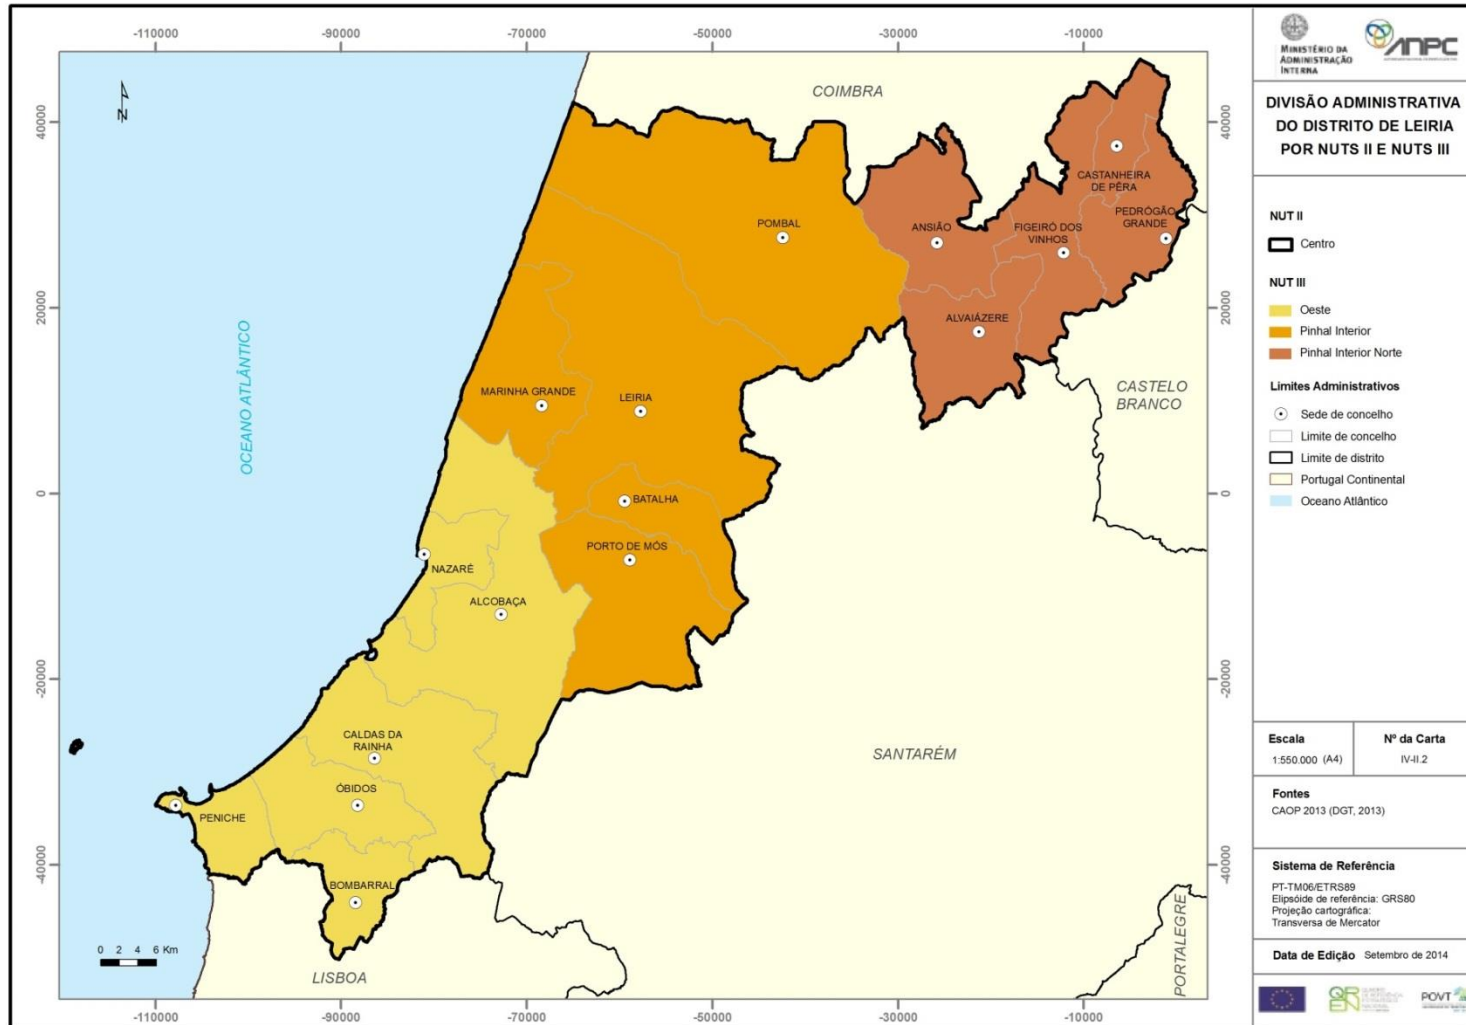 -110000
-90000
-70000
-50000
-30000
-10000
40000
20000
0
-20000
-40000
40000
20000
0
-20000
-40000
-110000
-90000
-70000
-50000
-30000
-10000
N
OCEANO ATLÂNTICO
COIMBRA
CASTELO
BRANCO
SANTARÉM
LISBOA
PORTALEGRE
POMBAL
ANSIÃO
CASTANHEIRA
DE PÊRA
PEDRÓGÃO
GRANDE
FIGEIRÓ DOS
VINHOS
ALVAIÁZERE
MARINHA GRANDE
LEIRIA
BATALHA
PORTO DE MÓS
NAZARÉ
ALCOBAÇA
CALDAS DA
RAINHA
ÓBIDOS
PENICHE
BOMBARRAL
0 2 4 6 Km
MINISTÉRIO DA
ADMINISTRAÇÃO
INTERNA
ANPC
DIVISÃO ADMINISTRATIVA
DO DISTRITO DE LEIRIA
POR NUTS II E NUTS III
NUT II
Centro
NUT III
Oeste
Pinhal Interior
Pinhal Interior Norte
Limites Administrativos
Sede de concelho
Limite de concelho
Limite de distrito
Portugal Continental
Oceano Atlântico
Escala
1:550.000 (A4)
Nº da Carta
IV-II.2
Fontes
CAOP 2013 (DGT, 2013)
Sistema de Referência
PT-TM06/ETRS89
Elipsóide de referência: GRS80
Projeção cartográfica:
Transversa de Mercator
Data de Edição Setembro de 2014
QREN
POVT